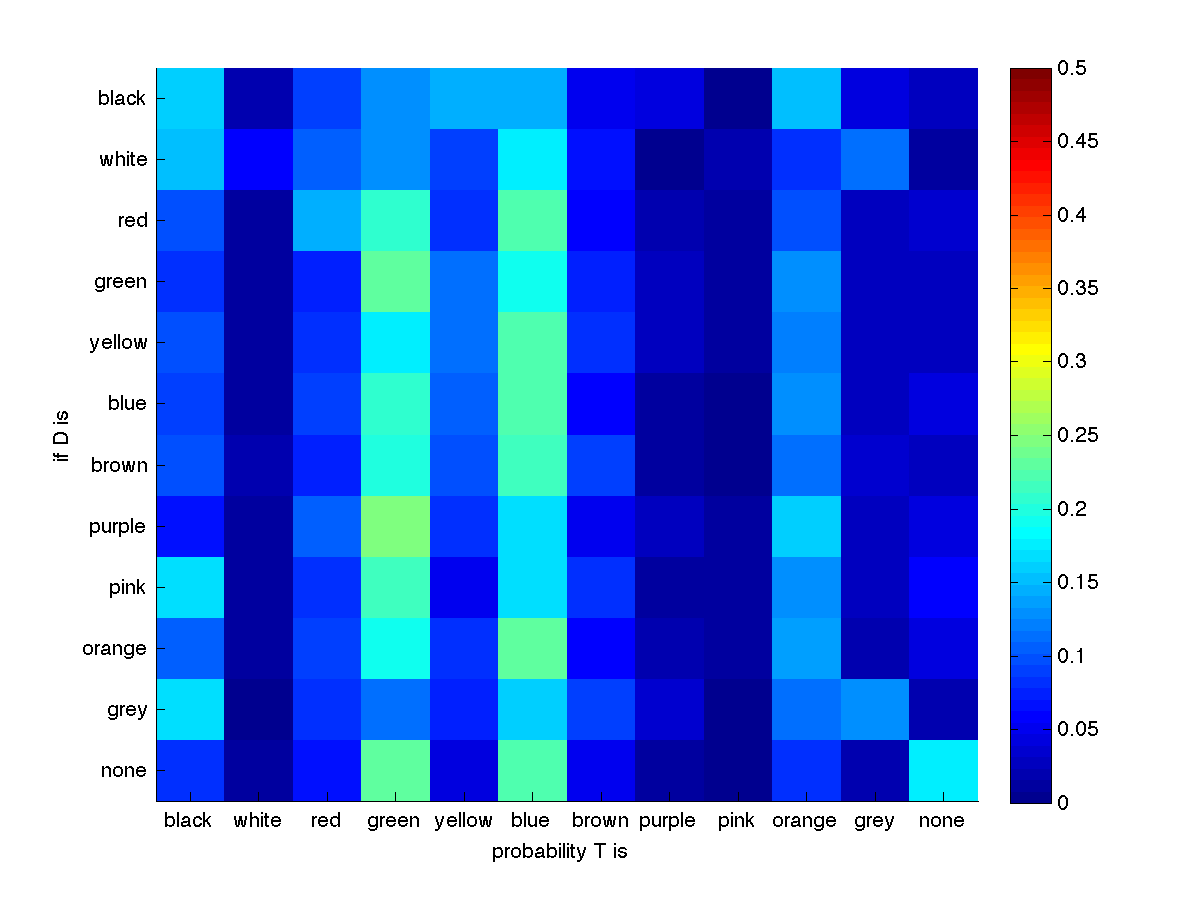 black
white
red
green
yellow
blue
brown
purple
pink
orange
grey
none
if D is
black white red green yellow blue brown purple pink orange grey none
probability T is
0.5
0.45
0.4
0.35
0.3
0.25
0.2
0.15
0.1
0.05
0